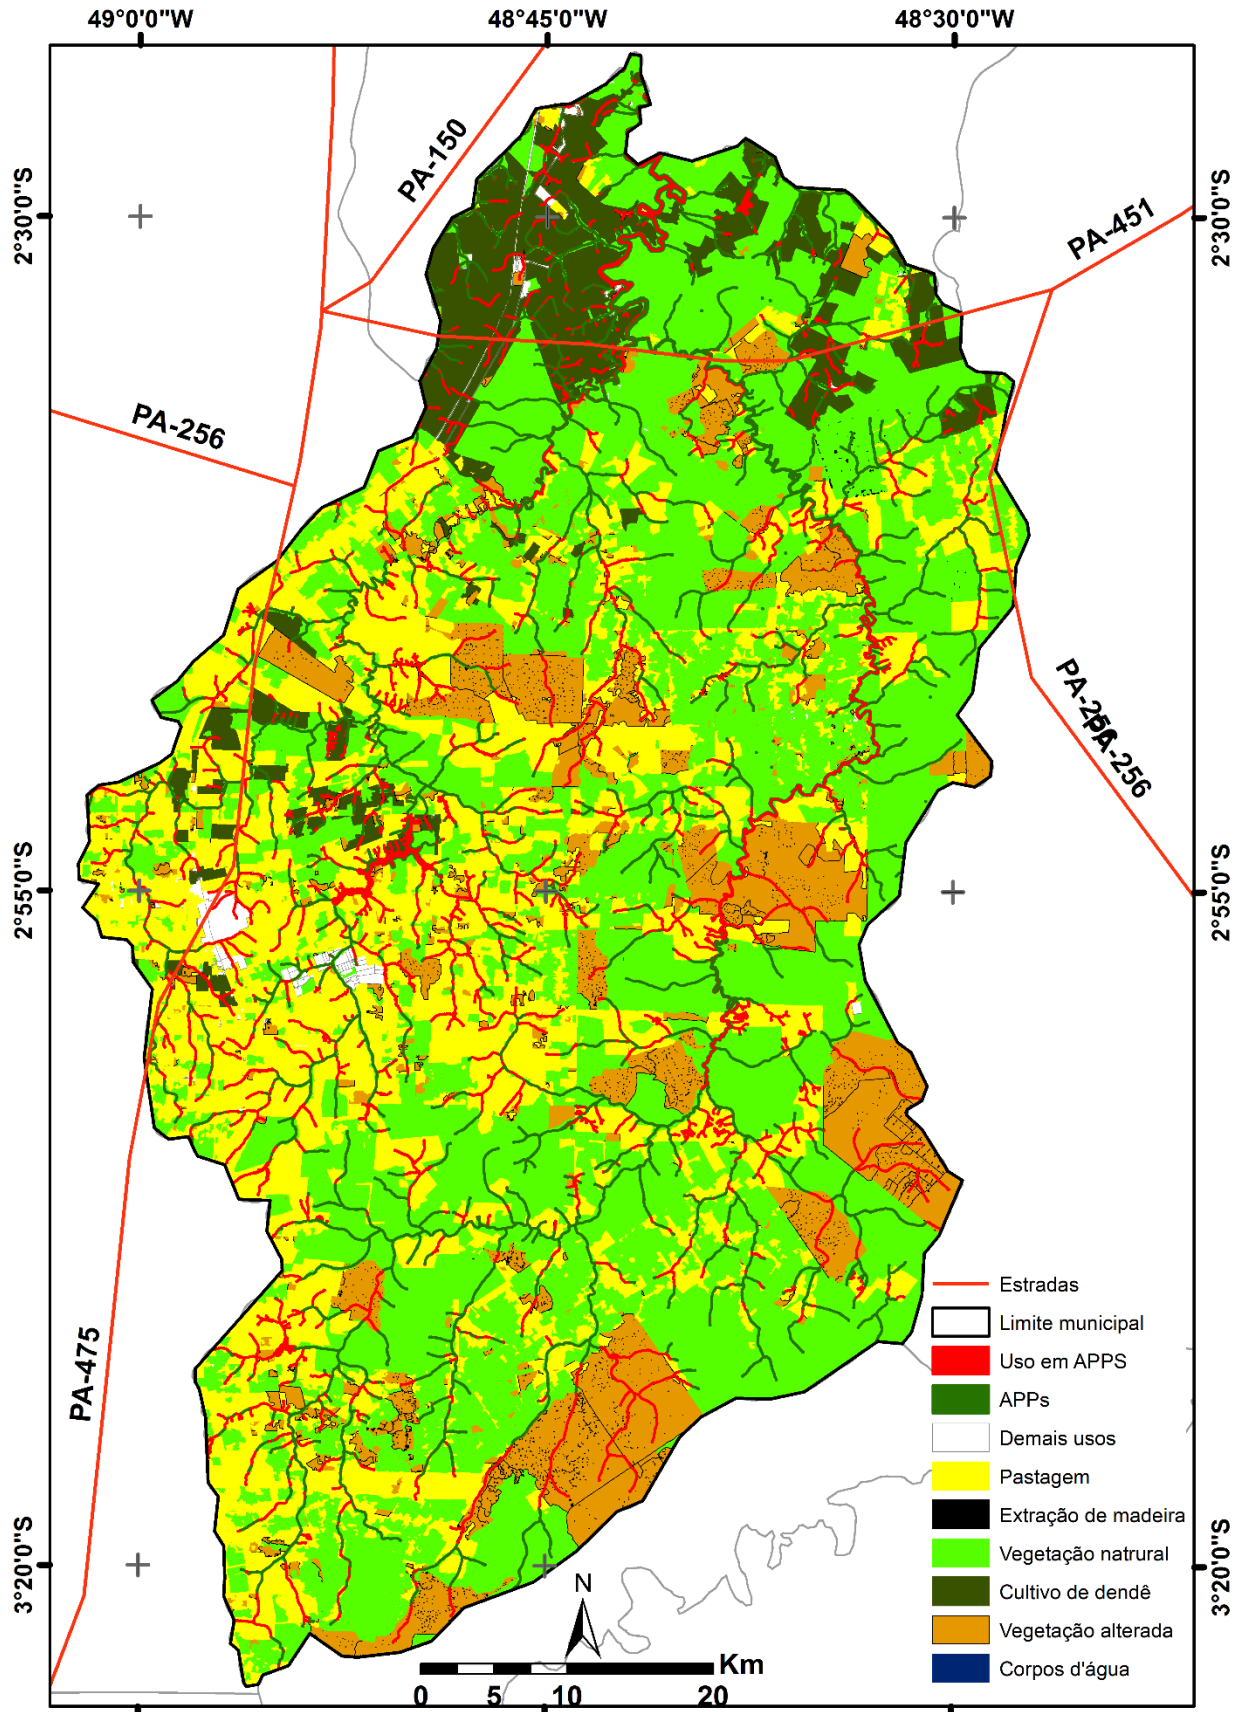 49°0'0"W
48°45'0"W
48°30'0"W
PA-150
PA-451
2°30'0"S
2°30'0"S
PA-256
PA-256
PA-256
2°55'0"S
2°55'0"S
PA-475
Estradas
Limite municipal
Uso em APPS
APPs
Demais usos
Pastagem
Extração de madeira
Vegetação natrural
Cultivo de dendê
Vegetação alterada
Corpos d'água
3°20'0"S
3°20'0"S
N
Km
0 5 10 20